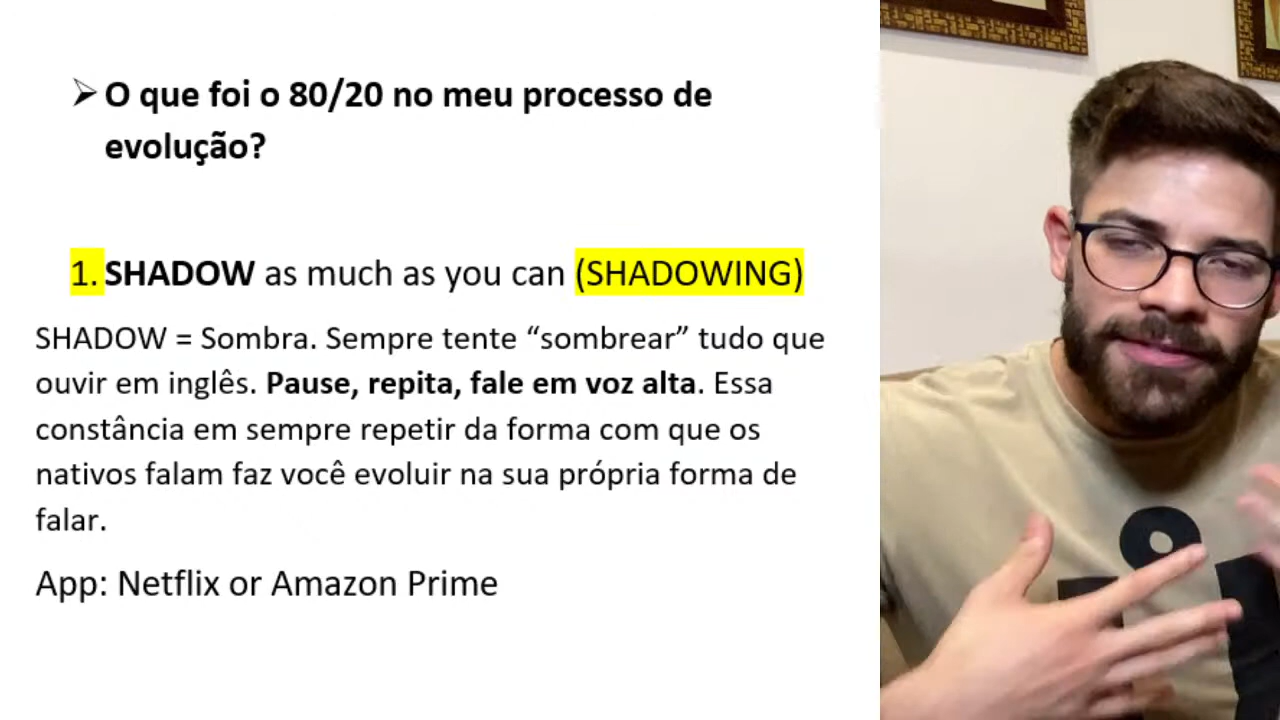 ➢ O que foi o 80/20 no meu processo de
evolução?
1. SHADOW as much as you can (SHADOWING)
SHADOW = Sombra. Sempre tente “sombrear” tudo que
ouvir em inglês. Pause, repita, fale em voz alta. Essa
constância em sempre repetir da forma com que os
nativos falam faz você evoluir na sua própria forma de
falar.
App: Netflix or Amazon Prime